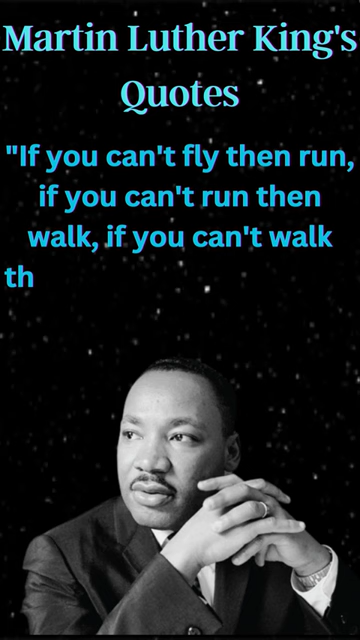 Martin Luther King's
Quotes
"If you can't fly then run,
if you can't run then
walk, if you can't walk
th